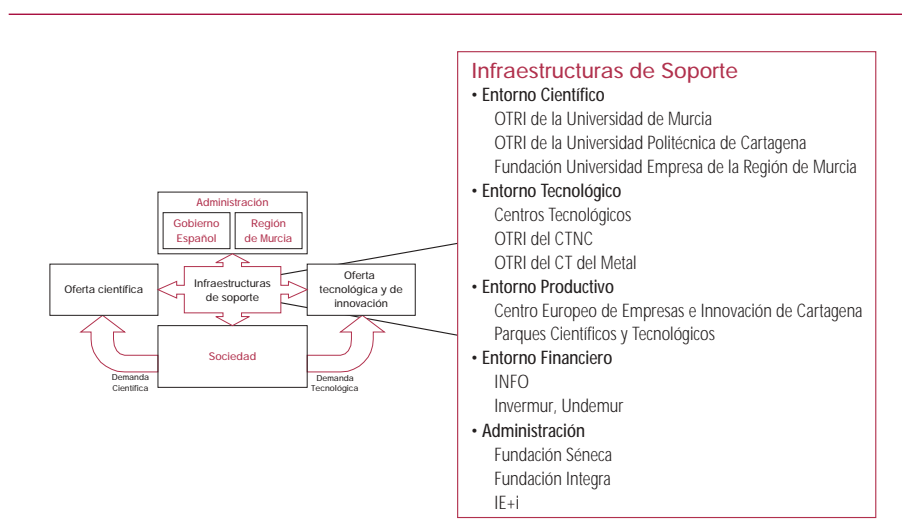 Administración
Gobierno
Español
Región
de Murcia
Oferta científica
Infraestructuras
de soporte
Oferta
tecnológica y de
innovación
Sociedad
Demanda
Científica
Demanda
Tecnológica
Infraestructuras de Soporte
• Entorno Científico
OTRI de la Universidad de Murcia
OTRI de la Universidad Politécnica de Cartagena
Fundación Universidad Empresa de la Región de Murcia
• Entorno Tecnológico
Centros Tecnológicos
OTRI del CTNC
OTRI del CT del Metal
• Entorno Productivo
Centro Europeo de Empresas e Innovación de Cartagena
Parques Científicos y Tecnológicos
• Entorno Financiero
INFO
Invermur, Undemur
• Administración
Fundación Séneca
Fundación Integra
IE+i